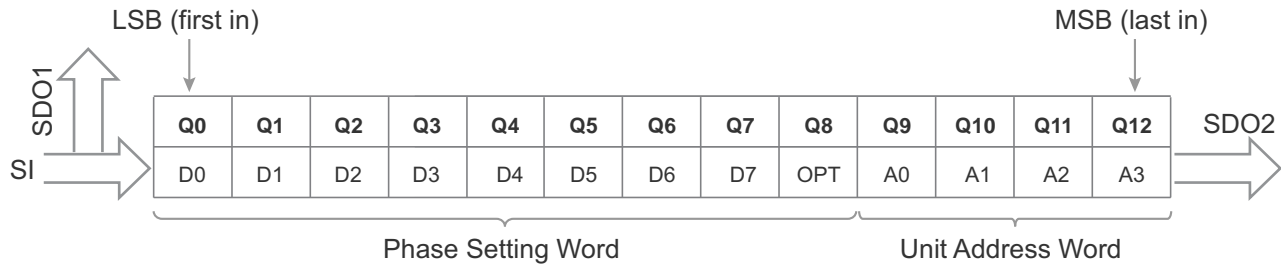 LSB (first in) MSB (last in)
SDO1
Q0 Q1 Q2 Q3 Q4 Q5 Q6 Q7 Q8 Q9 Q10 Q11 Q12
SDO2
SI
D0 D1 D2 D3 D4 D5 D6 D7 OPT A0 A1 A2 A3
Phase Setting Word Unit Address Word